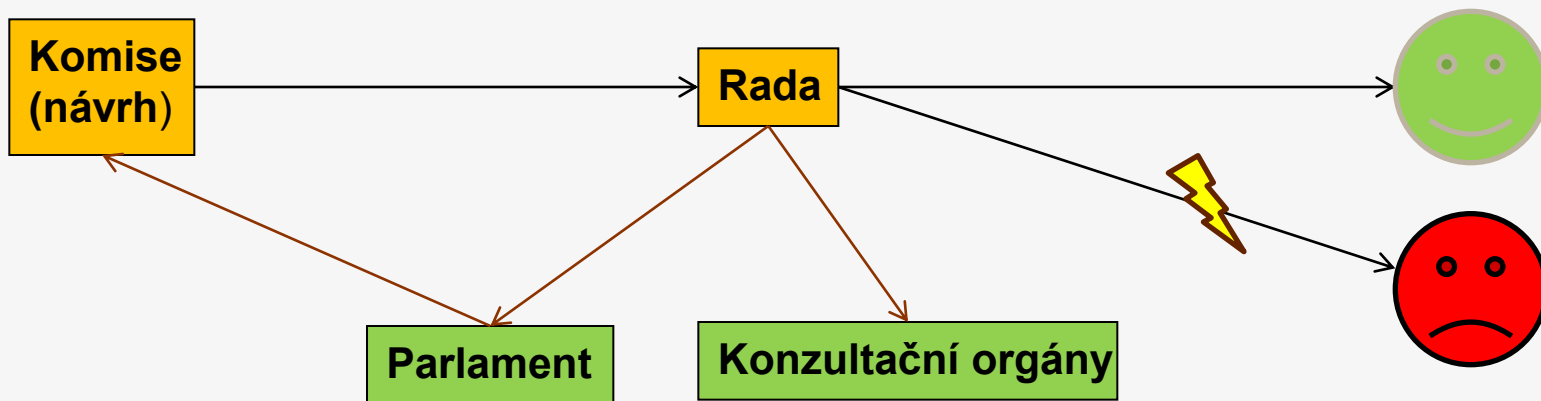 Komise
(návrh)
Rada
Parlament
Konzultační orgány